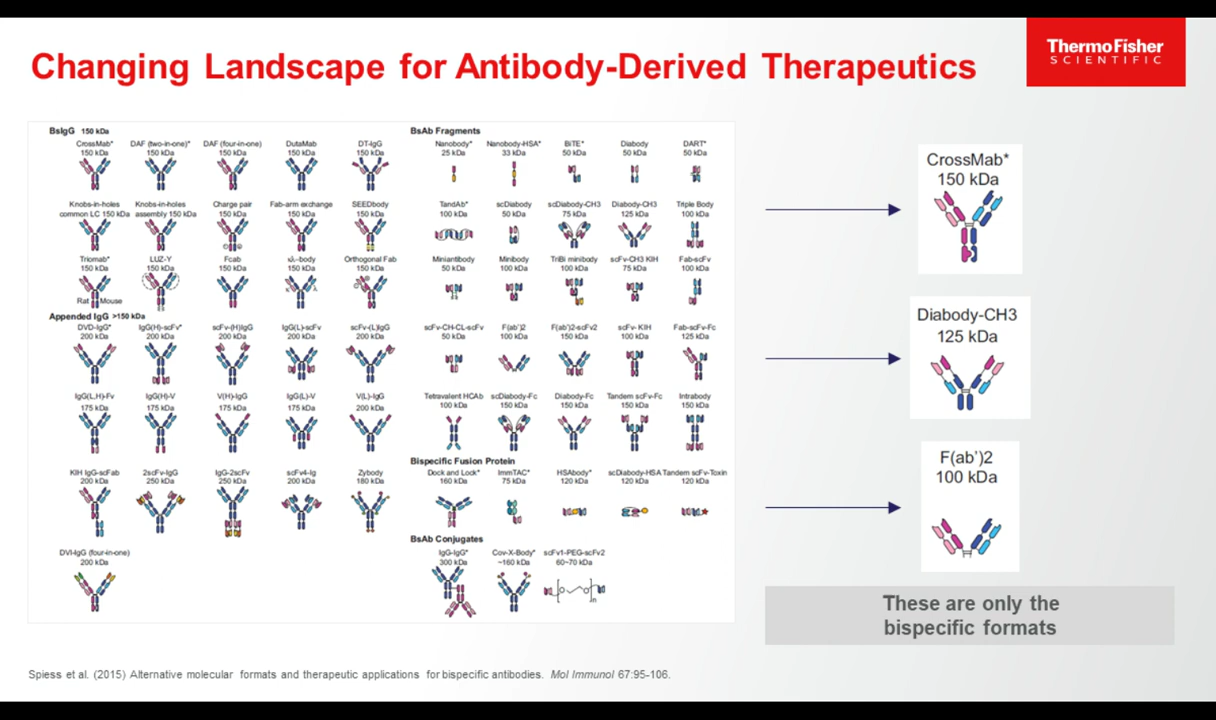 Changing Landscape for Antibody-Derived Therapeutics
ThermoFisher
SCIENTIFIC
BsIgG 150 kDa
CrossMab* DAF (two-in-one)* DAF (four-in-one) DutaMab DT-IgG
150 kDa 150 kDa 150 kDa 150 kDa 150 kDa
Knobs-in-holes Knobs-in-holes Charge pair Fab-arm exchange SEEDbody
common LC 150 kDa assembly 150 kDa 150 kDa 150 kDa 150 kDa
Triomab* LUZ-Y Fcab κλ-body Orthogonal Fab
150 kDa 150 kDa 150 kDa 150 kDa 150 kDa
Rat Mouse
Appended IgG >150 kDa
DVD-IgG* IgG(H)-scFv* scFv-(H)IgG IgG(L)-scFv scFv-(L)IgG
200 kDa 200 kDa 200 kDa 200 kDa 200 kDa
IgG(L,H)-Fv IgG(H)-V V(H)-IgG IgG(L)-V V(L)-IgG
175 kDa 175 kDa 175 kDa 175 kDa 200 kDa
KIH IgG-scFab 2scFv-IgG IgG-2scFv scFv4-Ig Zybody
200 kDa 250 kDa 250 kDa 200 kDa 180 kDa
DVI-IgG (four-in-one)
200 kDa
BsAb Fragments
Nanobody* Nanobody-HSA* BiTE* Diabody DART*
25 kDa 33 kDa 50 kDa 50 kDa 50 kDa
TandAb* scDiabody scDiabody-CH3 Diabody-CH3 Triple Body
100 kDa 50 kDa 75 kDa 125 kDa 100 kDa
Miniantibody Minibody TriBi minibody scFv-CH3 KIH Fab-scFv
50 kDa 100 kDa 100 kDa 75 kDa 100 kDa
scFv-CH-CL-scFv F(ab')2 F(ab')2-scFv2 scFv- KIH Fab-scFv-Fc
50 kDa 100 kDa 150 kDa 100 kDa 125 kDa
Tetravalent HCAb scDiabody-Fc Diabody-Fc Tandem scFv-Fc Intrabody
100 kDa 150 kDa 150 kDa 150 kDa 150 kDa
Bispecific Fusion Protein
Dock and Lock* ImmTAC* HSAbody* scDiabody-HSA Tandem scFv-Toxin
160 kDa 75 kDa 120 kDa 120 kDa 120 kDa
BsAb Conjugates
IgG-IgG* Cov-X-Body* scFv1-PEG-scFv2
300 kDa ~160 kDa 60~70 kDa
n
CrossMab*
150 kDa
Diabody-CH3
125 kDa
F(ab')2
100 kDa
These are only the
bispecific formats
Spiess et al. (2015) Alternative molecular formats and therapeutic applications for bispecific antibodies. Mol Immunol 67:95-106.